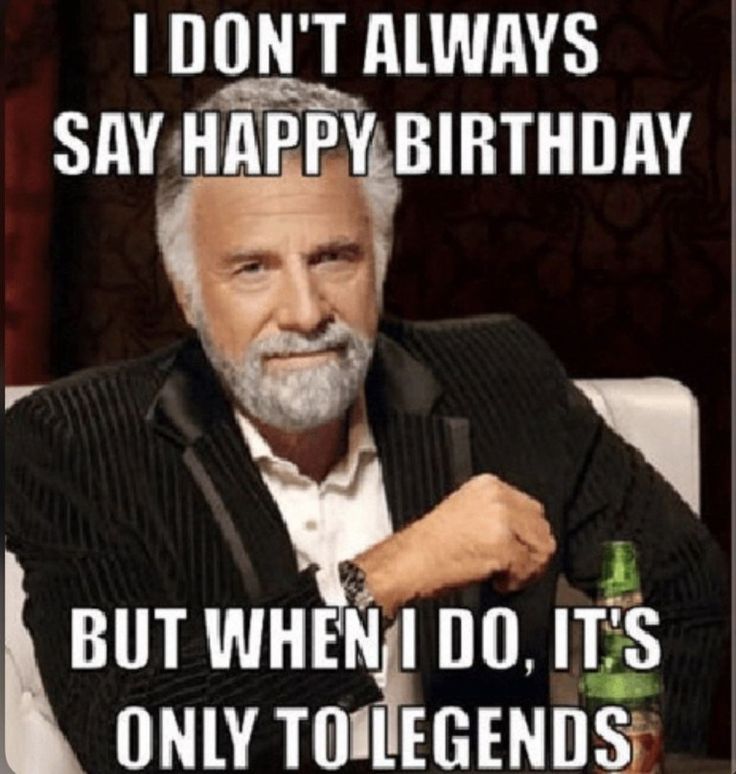 I DON'T ALWAYS
SAY HAPPY BIRTHDAY
BUT WHEN I DO, IT'S
ONLY TO LEGENDS